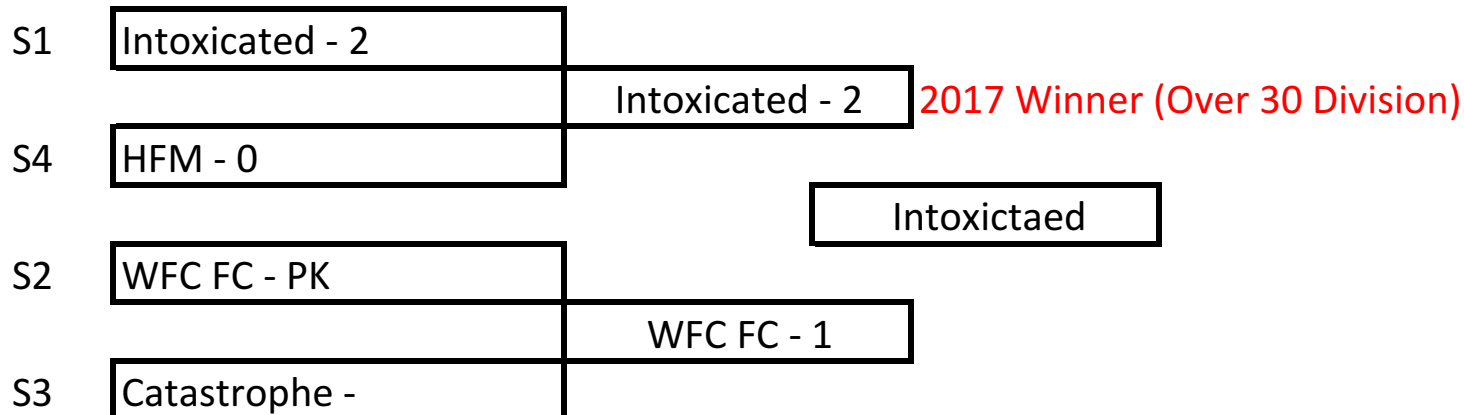 S1 Intoxicated - 2
Intoxicated - 2 2017 Winner (Over 30 Division)
S4 HFM - 0
Intoxictaed
S2 WFC FC - PK
WFC FC - 1
S3 Catastrophe -